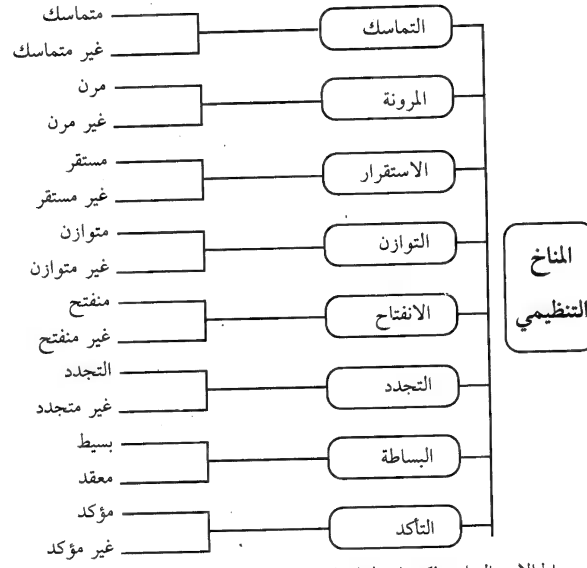 المناخ
التنظيمي
التماسك
متماسك
غير متماسك
المرونة
مرن
غير مرن
الاستقرار
مستقر
غير مستقر
التوازن
متوازن
غير متوازن
الانفتاح
منفتح
غير منفتح
التجدد
التجدد
غير متجدد
البساطة
بسيط
معقد
التأكد
مؤكد
غير مؤكد